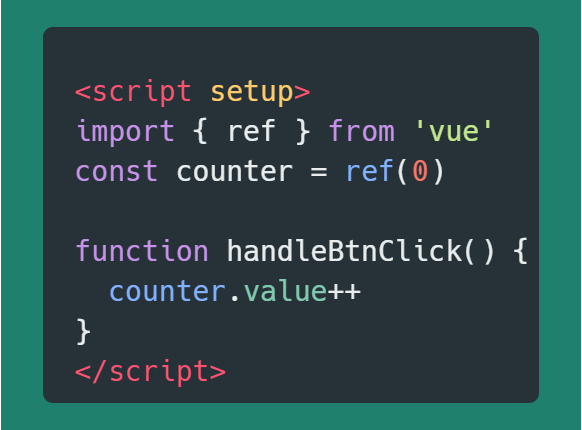 <script setup>
import { ref } from 'vue'
const counter = ref(0)

function handleBtnClick() {
  counter.value++
}
</script>